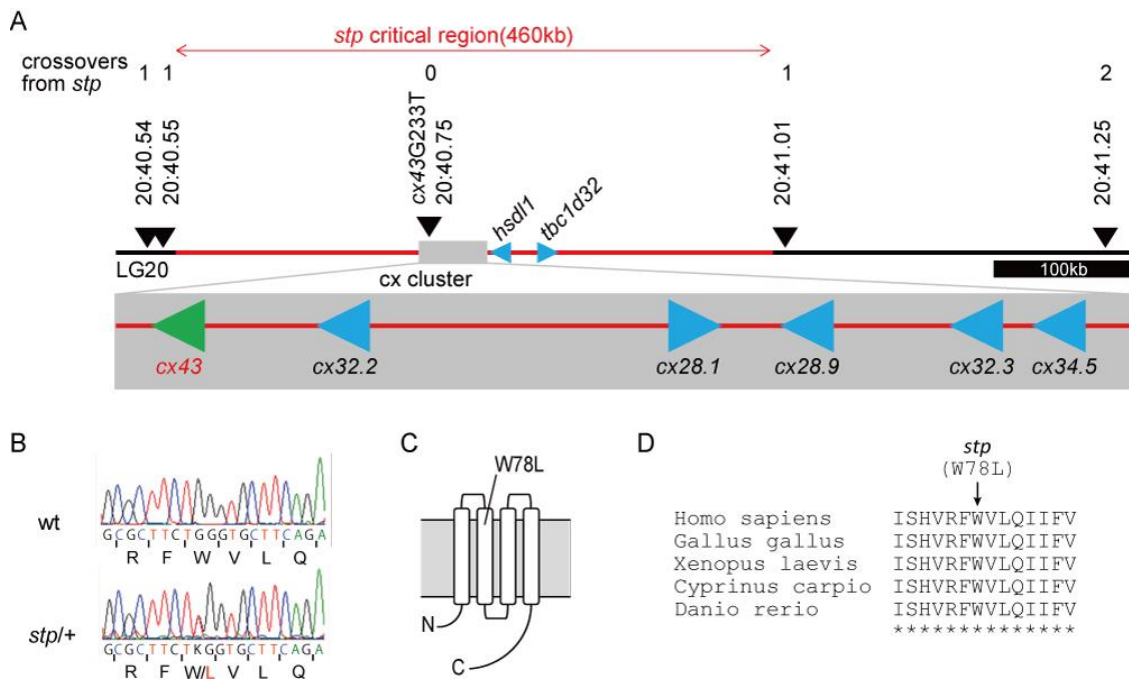 A
stp critical region(460kb)
crossovers
from stp
1 1 0 1 2
20:40.54
20:40.55
cx43G233T
20:40.75
20:41.01
20:41.25
hsdl1
tbc1d32
LG20
cx cluster
100kb
cx43 cx32.2 cx28.1 cx28.9 cx32.3 cx34.5
B
wt
GCGCTTCTGGGTGCTTCAGA
R F W V L Q
stp/+
GCGCTTCTKGGTGCTTCAGA
R F W/L V L Q
C
W78L
N
C
D
stp
(W78L)
Homo sapiens ISHVRFWVLQIIFV
Gallus gallus ISHVRFWVLQIIFV
Xenopus laevis ISHVRFWVLQIIFV
Cyprinus carpio ISHVRFWVLQIIFV
Danio rerio ISHVRFWVLQIIFV
**************